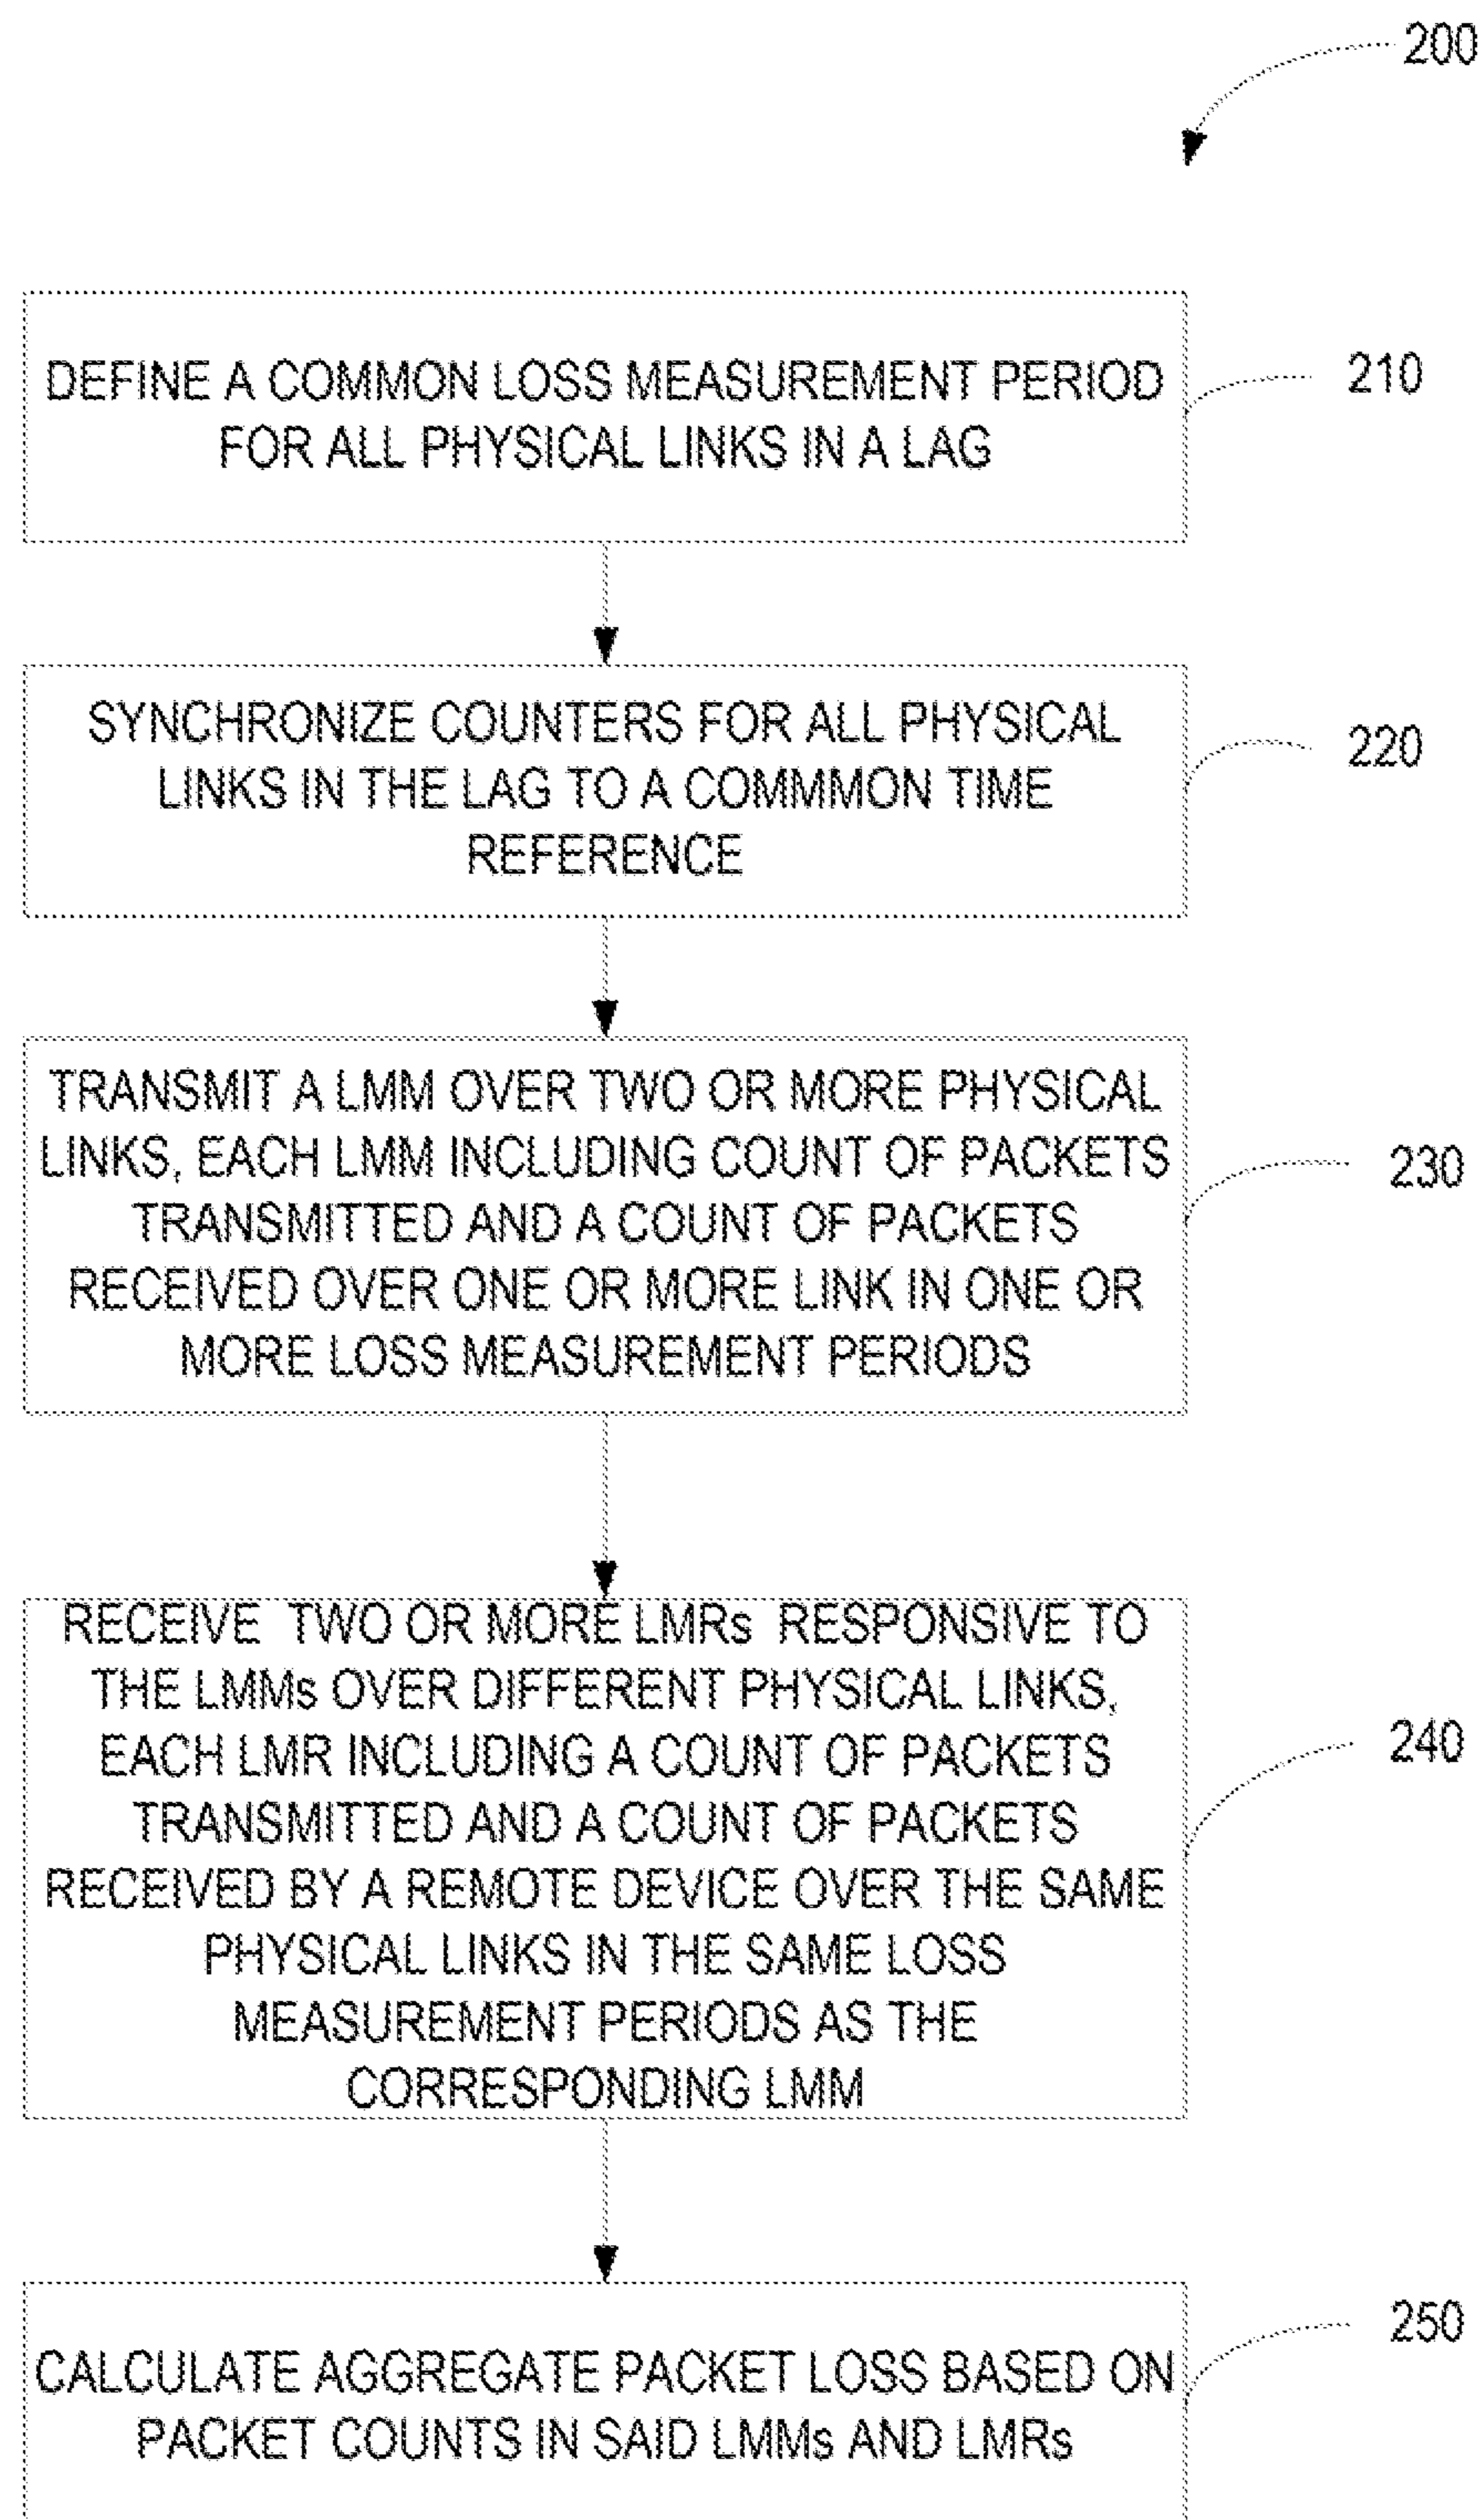 200
DEFINE A COMMON LOSS MEASUREMENT PERIOD
FOR ALL PHYSICAL LINKS IN A LAG
210
SYNCHRONIZE COUNTERS FOR ALL PHYSICAL
LINKS IN THE LAG TO A COMMMON TIME
REFERENCE
220
TRANSMIT A LMM OVER TWO OR MORE PHYSICAL
LINKS, EACH LMM INCLUDING COUNT OF PACKETS
TRANSMITTED AND A COUNT OF PACKETS
RECEIVED OVER ONE OR MORE LINK IN ONE OR
MORE LOSS MEASUREMENT PERIODS
230
RECEIVE TWO OR MORE LMRs RESPONSIVE TO
THE LMMs OVER DIFFERENT PHYSICAL LINKS,
EACH LMR INCLUDING A COUNT OF PACKETS
TRANSMITTED AND A COUNT OF PACKETS
RECEIVED BY A REMOTE DEVICE OVER THE SAME
PHYSICAL LINKS IN THE SAME LOSS
MEASUREMENT PERIODS AS THE
CORRESPONDING LMM
240
CALCULATE AGGREGATE PACKET LOSS BASED ON
PACKET COUNTS IN SAID LMMs AND LMRs
250